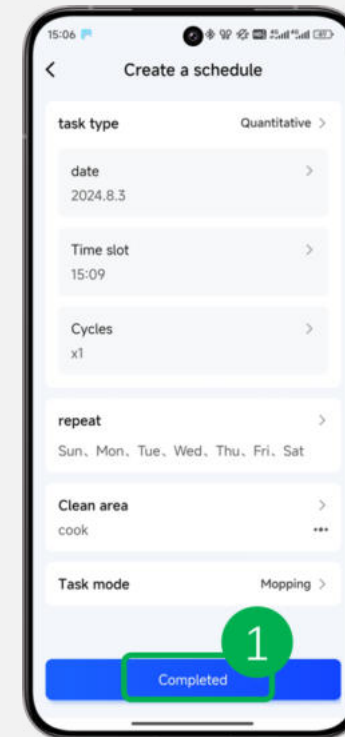 15:06
Create a schedule
task type Quantitative >
date >
2024.8.3
Time slot >
15:09
Cycles >
x1
repeat >
Sun、Mon、Tue、Wed、Thu、Fri、Sat
Clean area >
cook •••
Task mode Mopping >
1
Completed